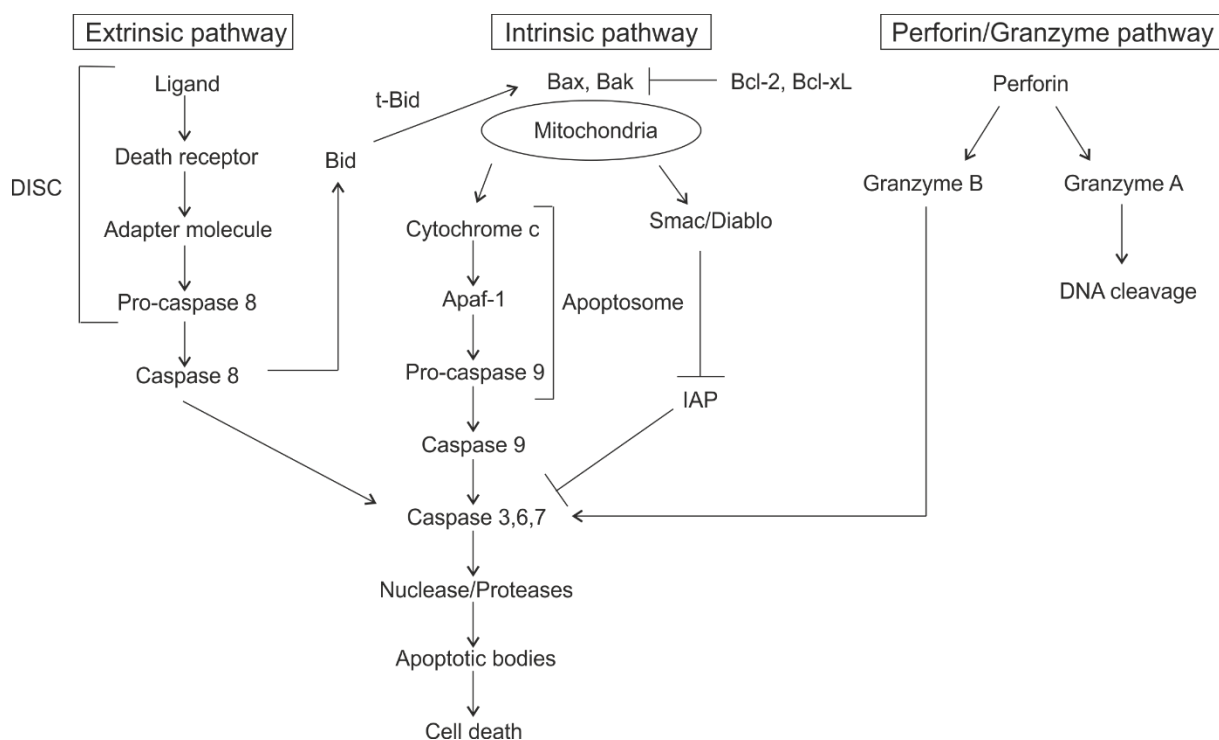 Extrinsic pathway
Intrinsic pathway
Perforin/Granzyme pathway
Ligand
Death receptor
Adapter molecule
Pro-caspase 8
DISC
Caspase 8
Bid
t-Bid
Bax, Bak
Bcl-2, Bcl-xL
Mitochondria
Cytochrome c
Apaf-1
Pro-caspase 9
Apoptosome
Smac/Diablo
IAP
Caspase 9
Caspase 3,6,7
Nuclease/Proteases
Apoptotic bodies
Cell death
Perforin
Granzyme B
Granzyme A
DNA cleavage